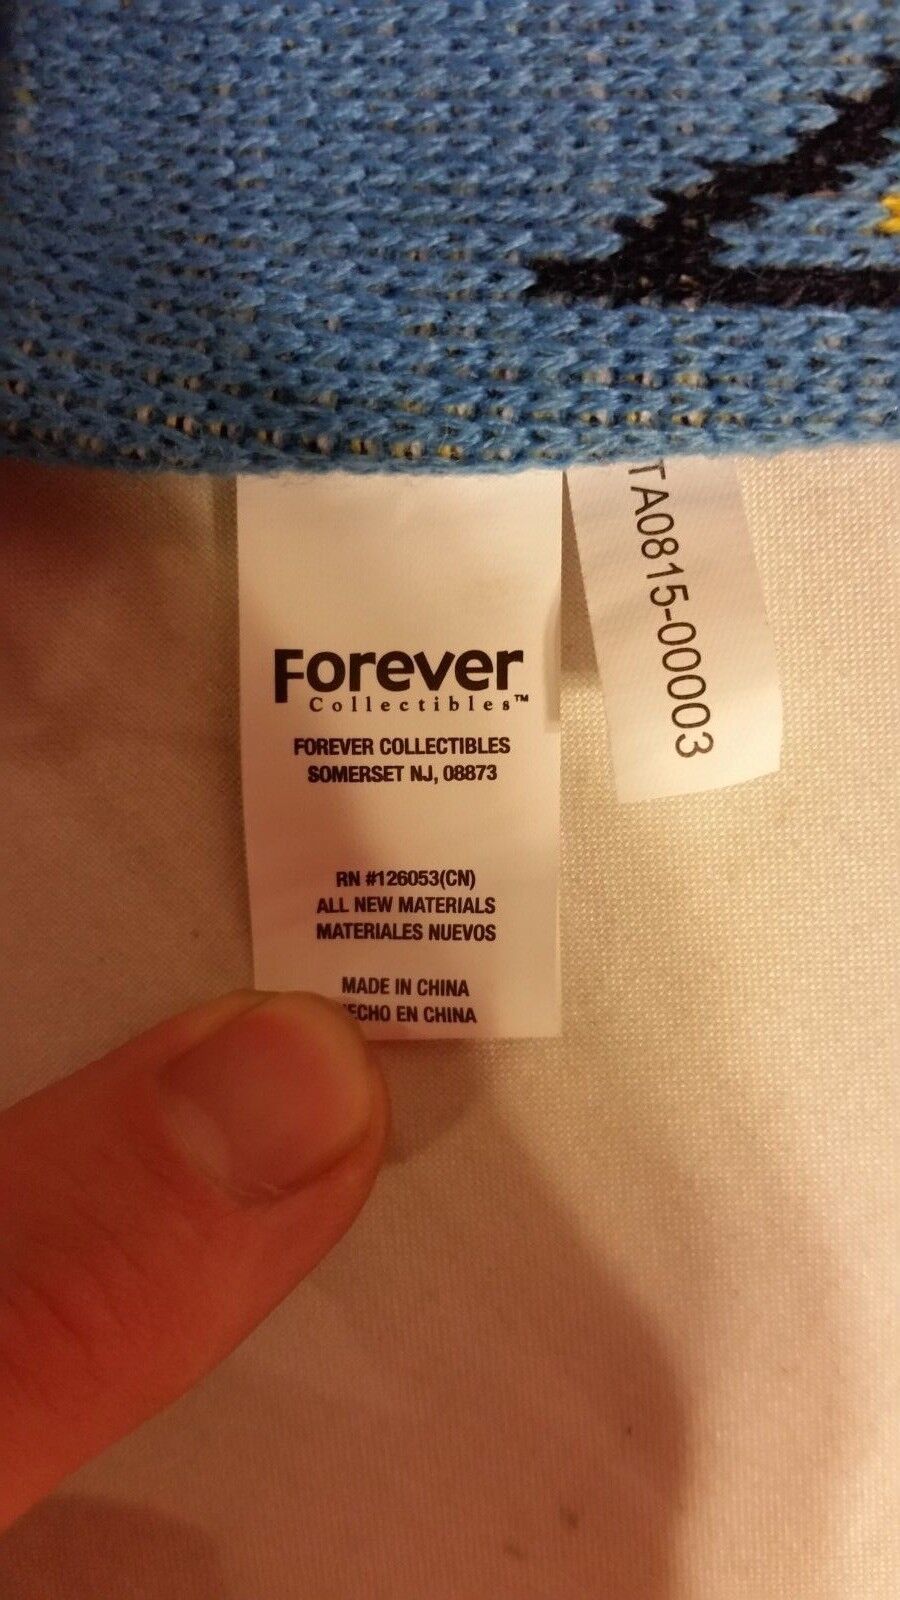 Forever
Collectibles™
FOREVER COLLECTIBLES
SOMERSET NJ, 08873
RN #126053(CN)
ALL NEW MATERIALS
MATERIALES NUEVOS
MADE IN CHINA
ECHO EN CHINA
TA0815-00003